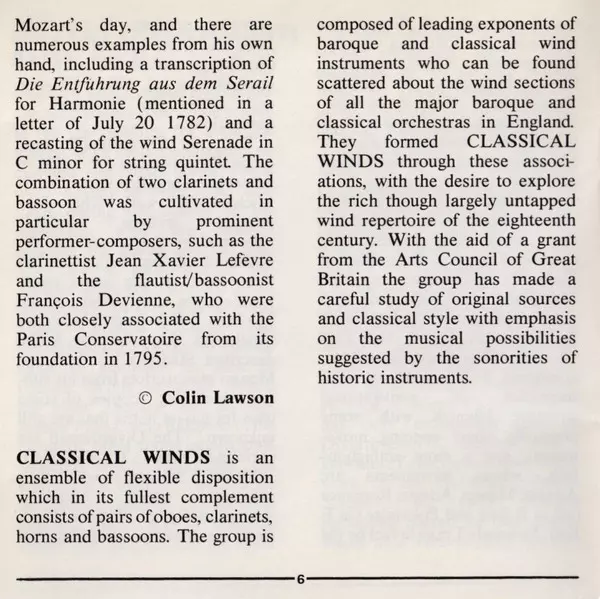 Mozart's day, and there are
numerous examples from his own
hand, including a transcription of
Die Entfuhrung aus dem Serail
for Harmonie (mentioned in a
letter of July 20 1782) and a
recasting of the wind Serenade in
C minor for string quintet. The
combination of two clarinets and
bassoon was cultivated in
particular by prominent
performer-composers, such as the
clarinettist Jean Xavier Lefevre
and the flautist/bassoonist
François Devienne, who were
both closely associated with the
Paris Conservatoire from its
foundation in 1795.
© Colin Lawson
CLASSICAL WINDS is an
ensemble of flexible disposition
which in its fullest complement
consists of pairs of oboes, clarinets,
horns and bassoons. The group is
composed of leading exponents of
baroque and classical wind
instruments who can be found
scattered about the wind sections
of all the major baroque and
classical orchestras in England.
They formed CLASSICAL
WINDS through these associ-
ations, with the desire to explore
the rich though largely untapped
wind repertoire of the eighteenth
century. With the aid of a grant
from the Arts Council of Great
Britain the group has made a
careful study of original sources
and classical style with emphasis
on the musical possibilities
suggested by the sonorities of
historic instruments.
6